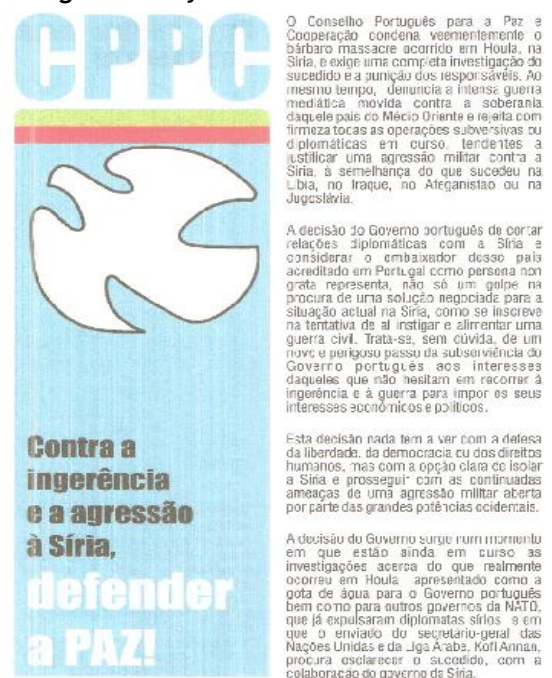 CPPC
Contra a
ingerência
e a agressão
à Síria,
defender
a PAZ!
O Conselho Português para a Paz e
Cooperação condena veementemente o
bárbaro massacre ocorrido em Houla, na
Síria, e exige uma completa investigação do
sucedido e a punição dos responsáveis. Ao
mesmo tempo, denuncia a intensa guerra
mediática movida contra a soberania
daquele país do Médio Oriente e rejeita com
firmeza todas as operações subversivas ou
diplomáticas em curso, tendentes a
justificar uma agressão militar contra a
Síria, à semelhança do que sucedeu na
Líbia, no Iraque, no Afeganistão ou na
Jugoslávia.
A decisão do Governo português de cortar
relações diplomáticas com a Síria e
considerar o embaixador desse país
acreditado em Portugal como persona non
grata representa, não só um golpe na
procura de uma solução negociada para a
situação actual na Síria, como se inscreve
na tentativa de aí instigar e alimentar uma
guerra civil. Trata-se, sem dúvida, de um
novo e perigoso passo da subserviência do
Governo português aos interesses
daqueles que não hesitam em recorrer à
ingerência e à guerra para impor os seus
interesses económicos e políticos.
Esta decisão nada tem a ver com a defesa
da liberdade, da democracia ou dos direitos
humanos, mas com a opção clara de isolar
a Síria e prosseguir com as continuadas
ameaças de uma agressão militar aberta
por parte das grandes potências ocidentais.
A decisão do Governo surge num momento
em que estão ainda em curso as
investigações acerca do que realmente
ocorreu em Houla apresentado como a
gota de água para o Governo português
bem como para outros governos da NATO,
que já expulsaram diplomatas sírios e em
que o enviado do secretário-geral das
Nações Unidas e da Liga Árabe, Kofi Annan,
procura esclarecer o sucedido, com a
colaboração do governo da Síria.